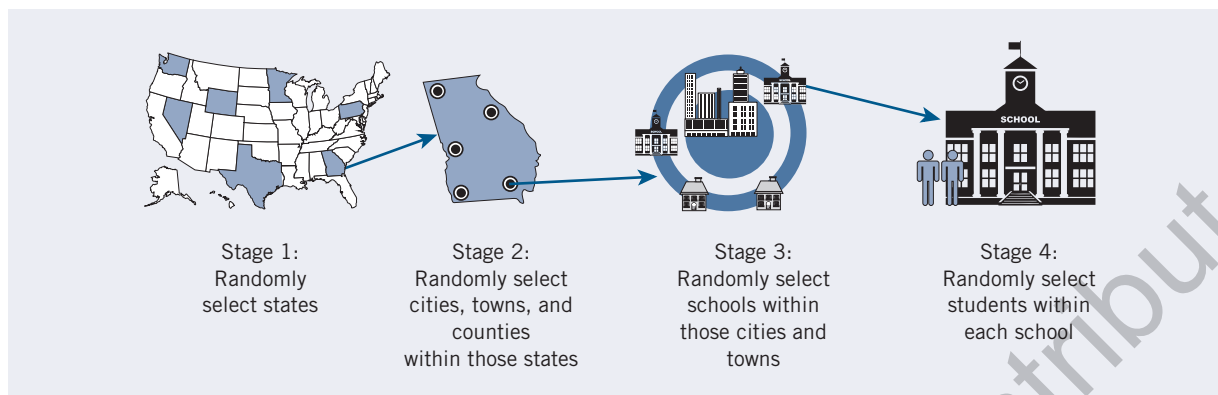 SCHOOL
Stage 1:
Randomly
select states
Stage 2:
Randomly select
cities, towns, and
counties
within those states
Stage 3:
Randomly select
schools within
those cities and
towns
Stage 4:
Randomly select
students within
each school